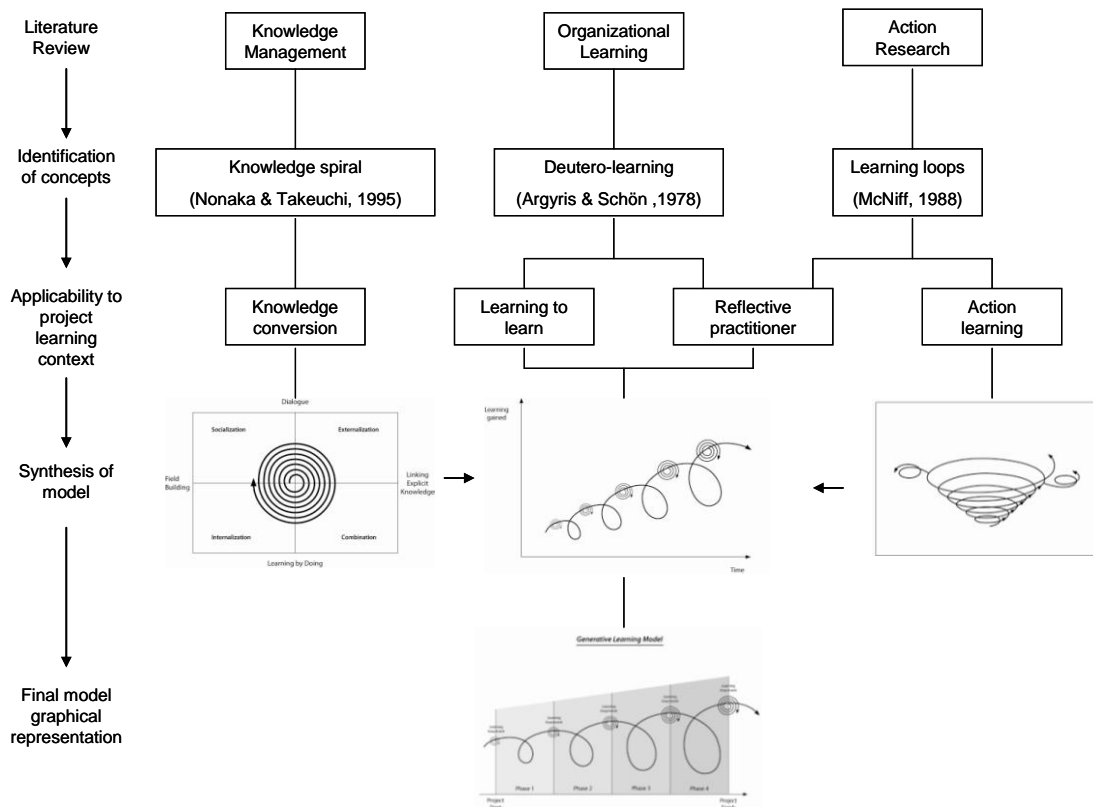 Literature
Review
Knowledge
Management
Organizational
Learning
Action
Research
Identification
of concepts
Knowledge spiral
(Nonaka & Takeuchi, 1995)
Deutero-learning
(Argyris & Schön ,1978)
Learning loops
(McNiff, 1988)
Applicability to
project
learning
context
Knowledge
conversion
Learning to
learn
Reflective
practitioner
Action
learning
Synthesis of
model
Dialogue
Socialization
Externalization
Field
Building
Linking
Explicit
Knowledge
Internalization
Combination
Learning by Doing
Learning
gained
Time
Final model
graphical
representation
Generative Learning Model
Phase 1
Phase 2
Phase 3
Phase 4
Project
Project